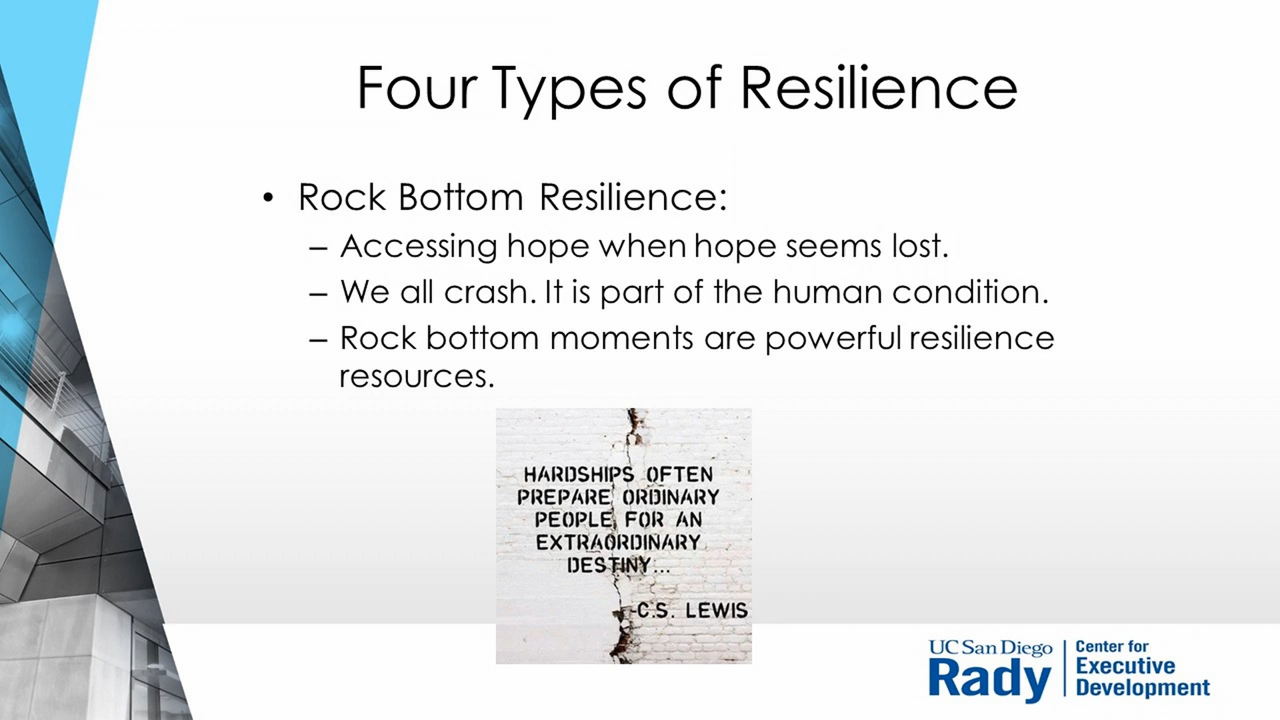 Four Types of Resilience
• Rock Bottom Resilience:
– Accessing hope when hope seems lost.
– We all crash. It is part of the human condition.
– Rock bottom moments are powerful resilience
resources.
HARDSHIPS OFTEN
PREPARE ORDINARY
PEOPLE FOR AN
EXTRAORDINARY
DESTINY...
-C.S. LEWIS
UC San Diego
Rady
Center for
Executive
Development